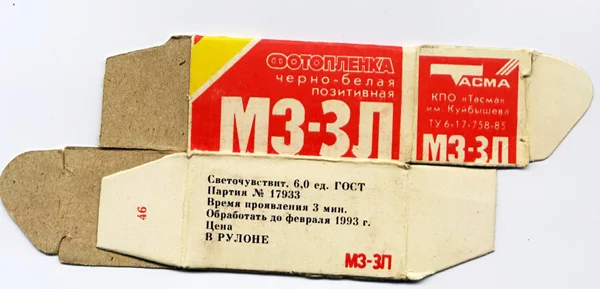 ФОТОПЛЕНКА
черно-белая
позитивная
МЗ-3Л
ТАСМА
КПО «Тасма»
им. Куйбышева
ТУ 6-17-758-85
МЗ-3Л
Светочувствит. 6,0 ед. ГОСТ
Партия № 17933
Время проявления 3 мин.
Обработать до февраля 1993 г.
Цена
В РУЛОНЕ
МЗ-3Л
46